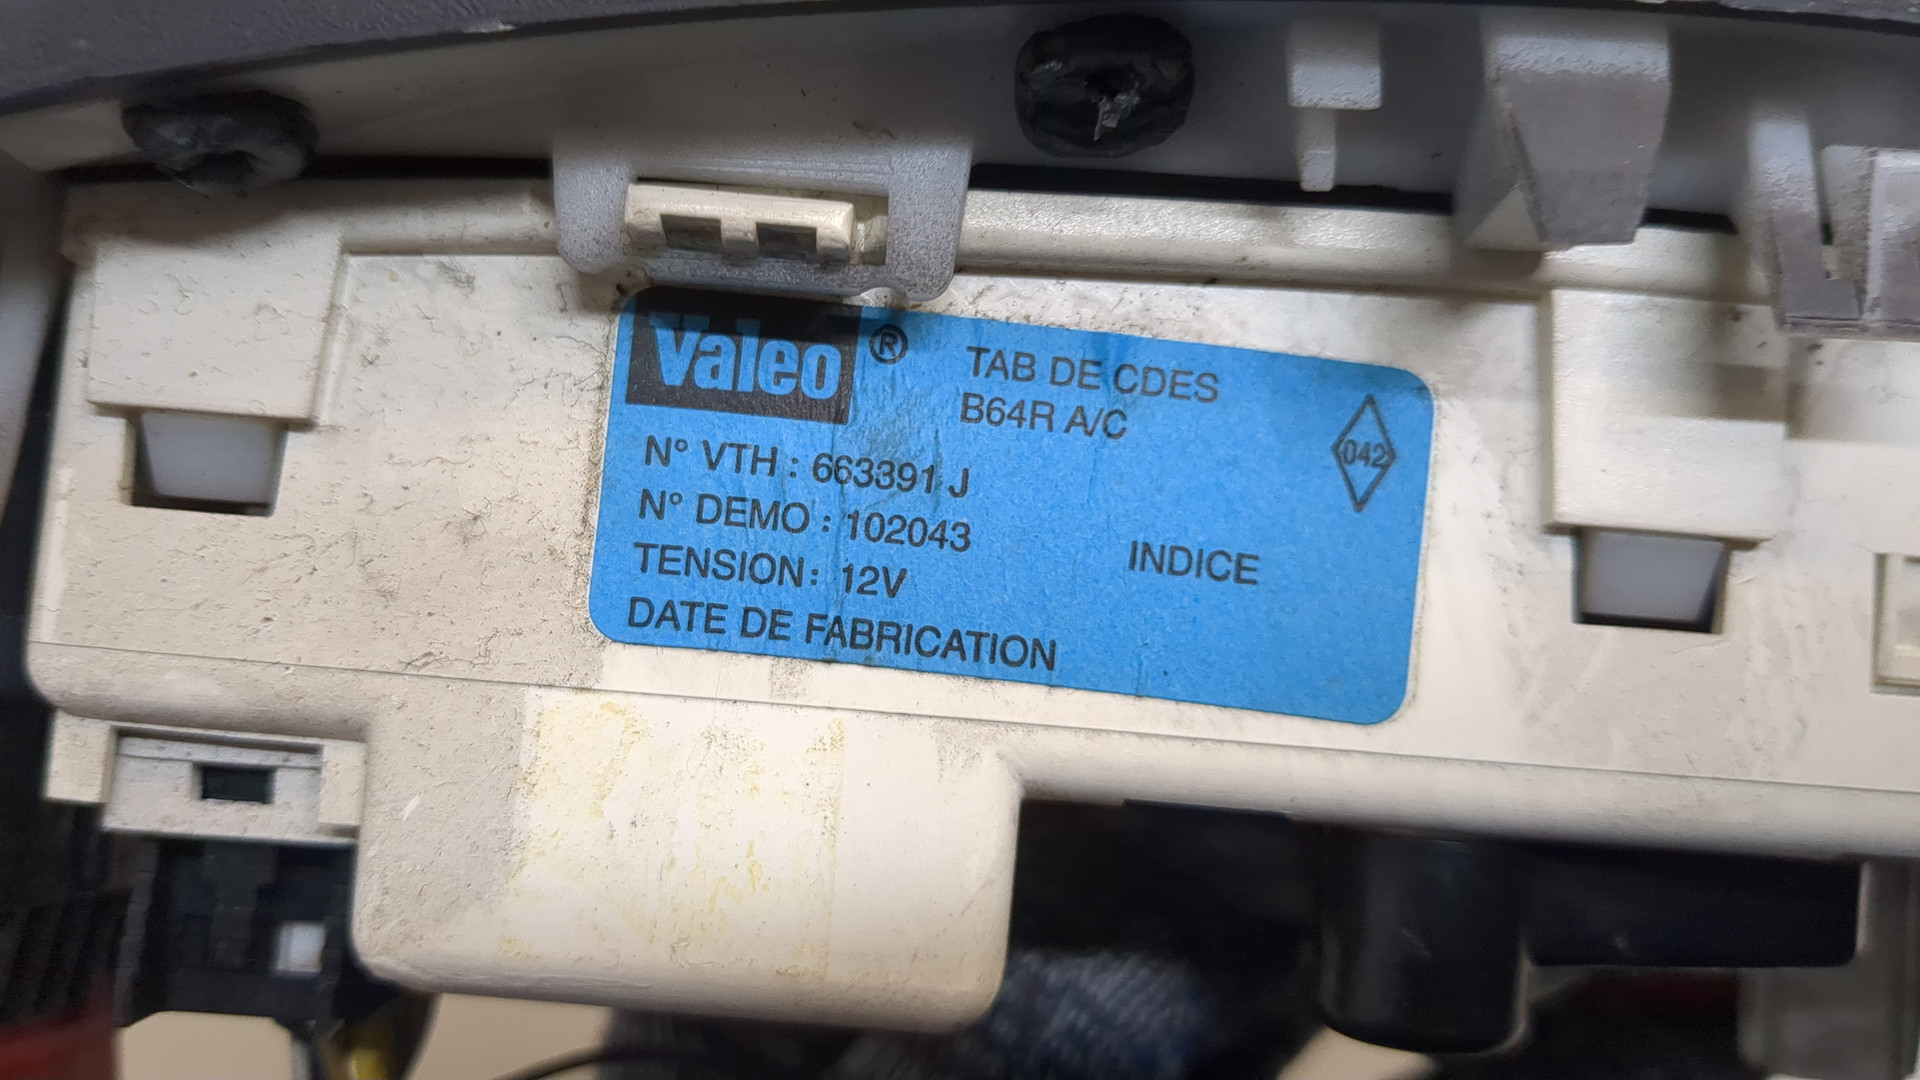 Valeo ®
TAB DE CDES
B64R A/C
042
N° VTH : 663391 J
N° DEMO : 102043
TENSION : 12V
INDICE
DATE DE FABRICATION